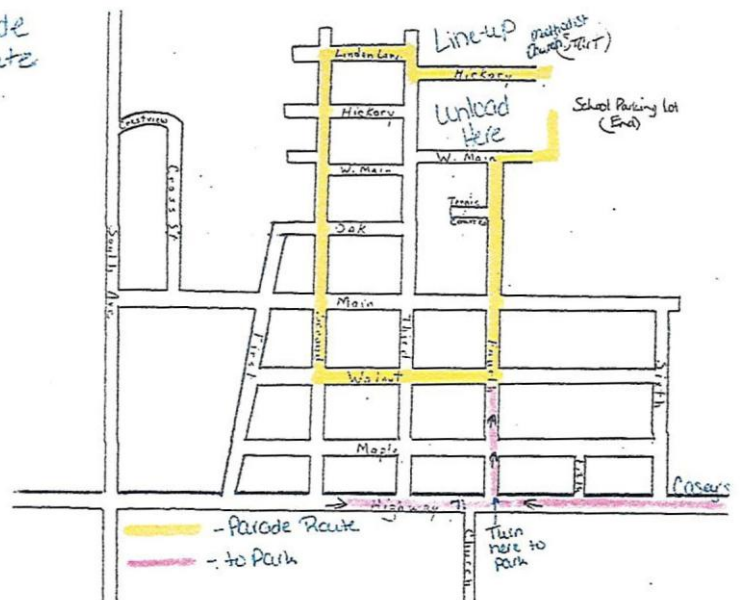 Line-up
Methodist
Church (START)
Linden Lane
Hickory
School Parking Lot
(End)
Unload
Here
Crestview
Hickory
W. Main
W. Main
Cross St
Tennis
Courts
Oak
South Ave
Main
First
Second
Third
Fourth
Walnut
Sixth
Maple
Fifth
Casey's
Highway
- Parade Route
- to Park
Church
Turn
here to
park